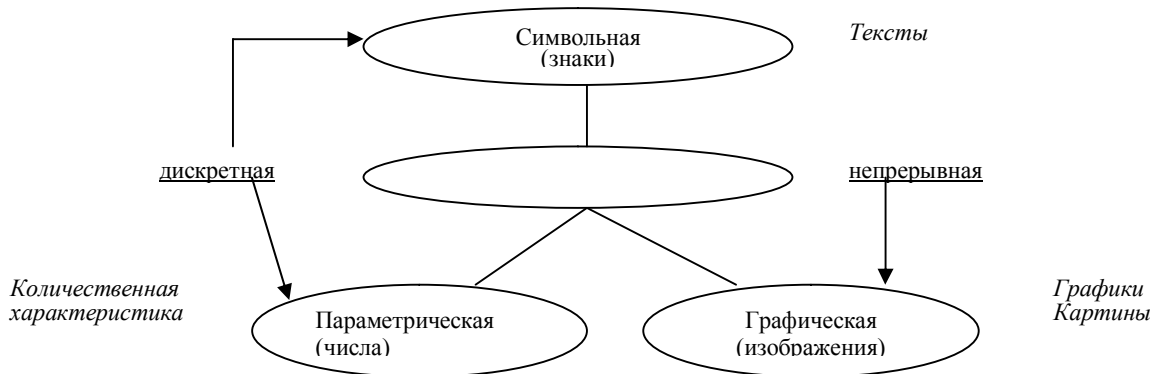 Символьная
(знаки)
Тексты
дискретная
непрерывная
Количественная
характеристика
Параметрическая
(числа)
Графическая
(изображения)
Графики
Картины